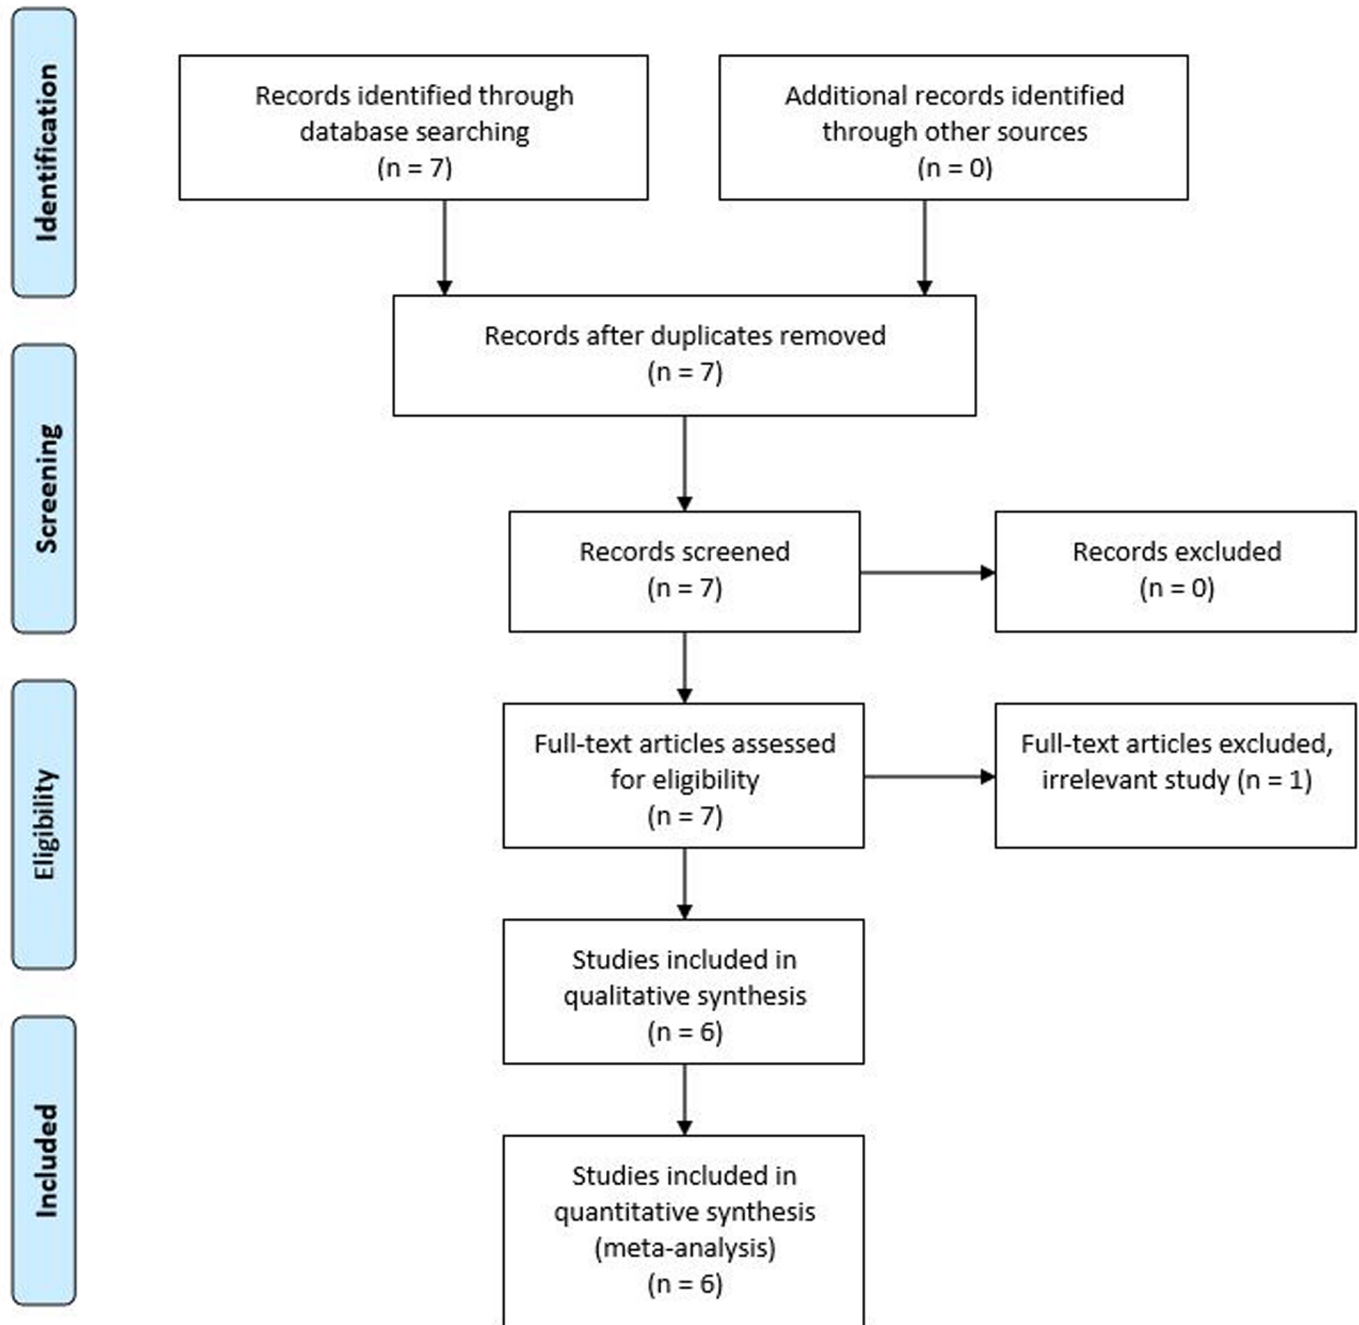 Identification
Records identified through
database searching
(n = 7)
Additional records identified
through other sources
(n = 0)
Records after duplicates removed
(n = 7)
Screening
Records screened
(n = 7)
Records excluded
(n = 0)
Eligibility
Full-text articles assessed
for eligibility
(n = 7)
Full-text articles excluded,
irrelevant study (n = 1)
Studies included in
qualitative synthesis
(n = 6)
Included
Studies included in
quantitative synthesis
(meta-analysis)
(n = 6)